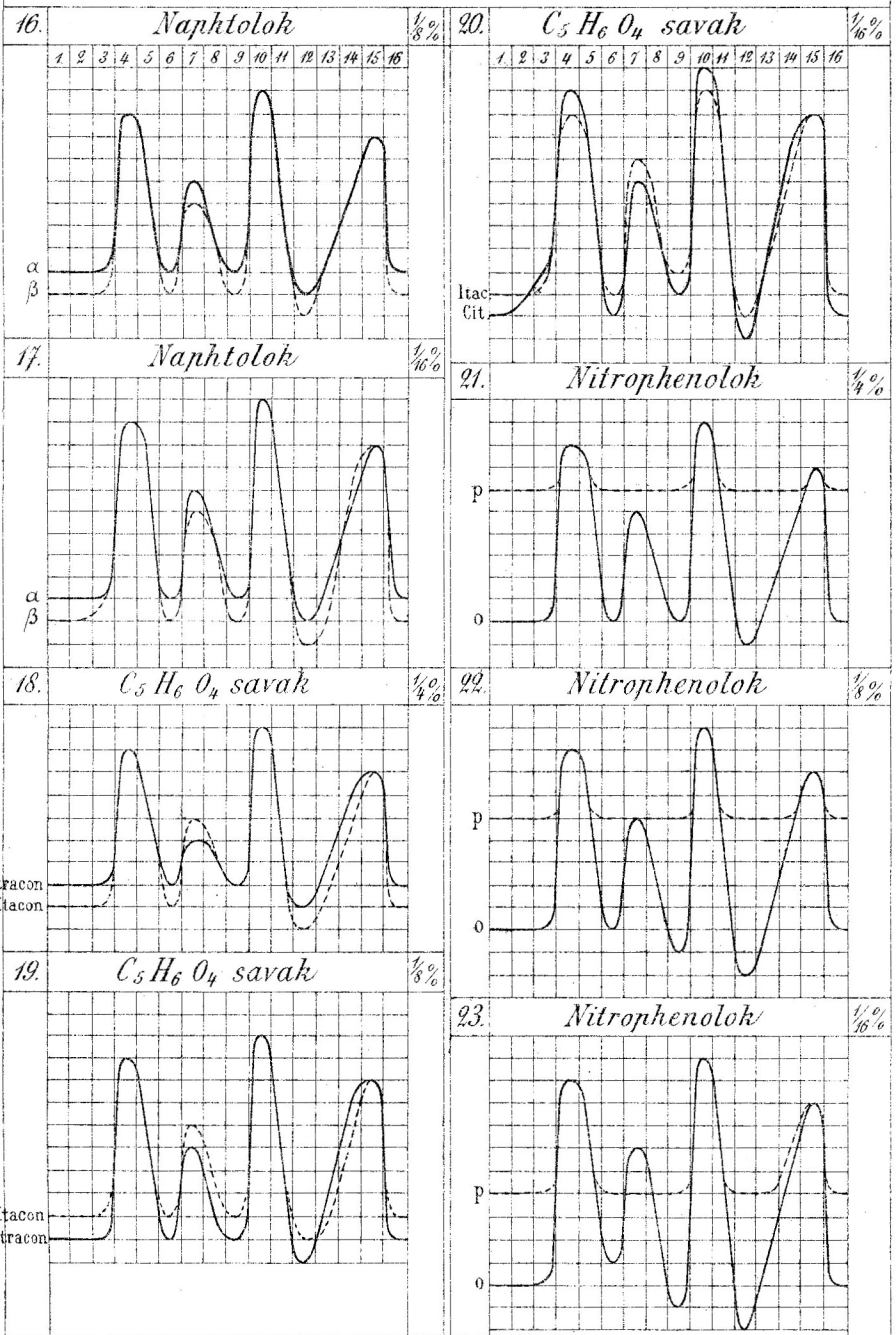 16. Naphtolok 1/8 %
1 2 3 4 5 6 7 8 9 10 11 12 13 14 15 16
α
β
17. Naphtolok 1/16 %
α
β
18. C5 H6 O4 savak 1/4 %
racon
tacon
19. C5 H6 O4 savak 1/8 %
tacon
tracon
20. C5 H6 O4 savak 1/16 %
1 2 3 4 5 6 7 8 9 10 11 12 13 14 15 16
Itac
Cit.
21. Nitrophenolok 1/4 %
p
o
22. Nitrophenolok 1/8 %
p
o
23. Nitrophenolok 1/16 %
p
o